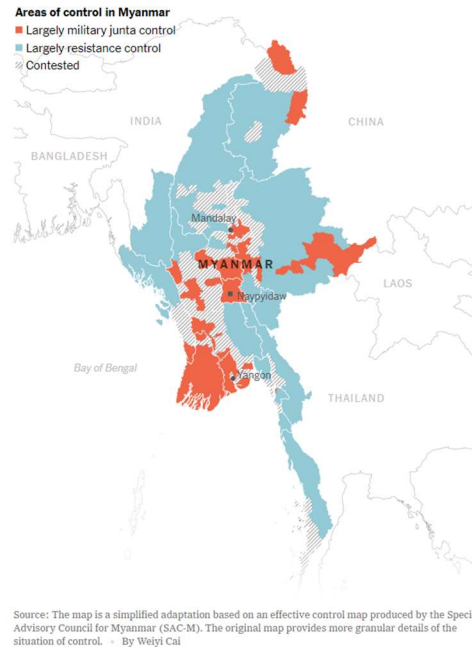 Areas of control in Myanmar
Largely military junta control
Largely resistance control
Contested
INDIA
CHINA
BANGLADESH
Mandalay
MYANMAR
LAOS
Naypyidaw
Bay of Bengal
Yangon
THAILAND
Source: The map is a simplified adaptation based on an effective control map produced by the Speci
Advisory Council for Myanmar (SAC-M). The original map provides more granular details of the
situation of control. • By Weiyi Cai